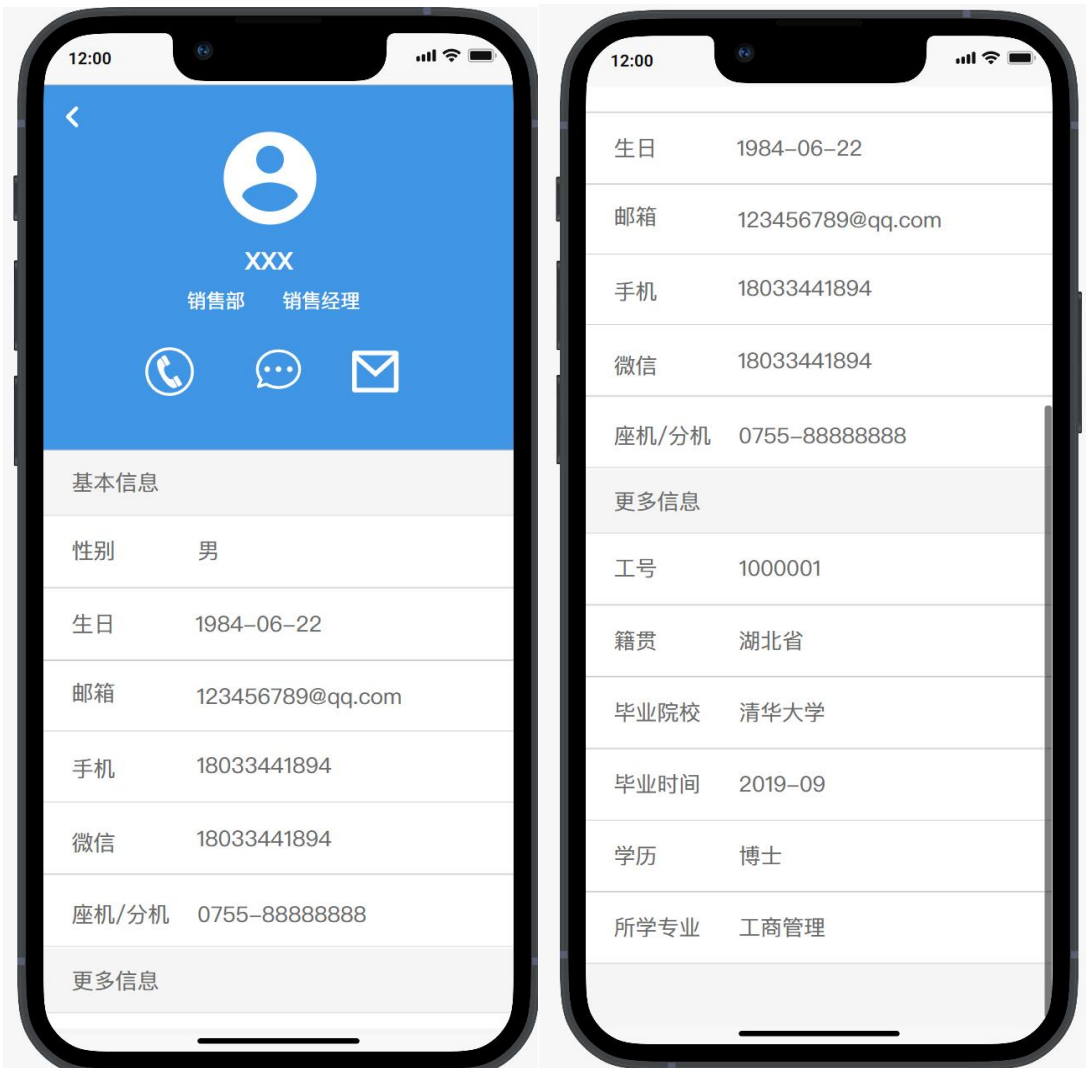 12:00
XXX
销售部 销售经理
基本信息
性别 男
生日 1984-06-22
邮箱 123456789@qq.com
手机 18033441894
微信 18033441894
座机/分机 0755-88888888
更多信息
12:00
生日 1984-06-22
邮箱 123456789@qq.com
手机 18033441894
微信 18033441894
座机/分机 0755-88888888
更多信息
工号 1000001
籍贯 湖北省
毕业院校 清华大学
毕业时间 2019-09
学历 博士
所学专业 工商管理